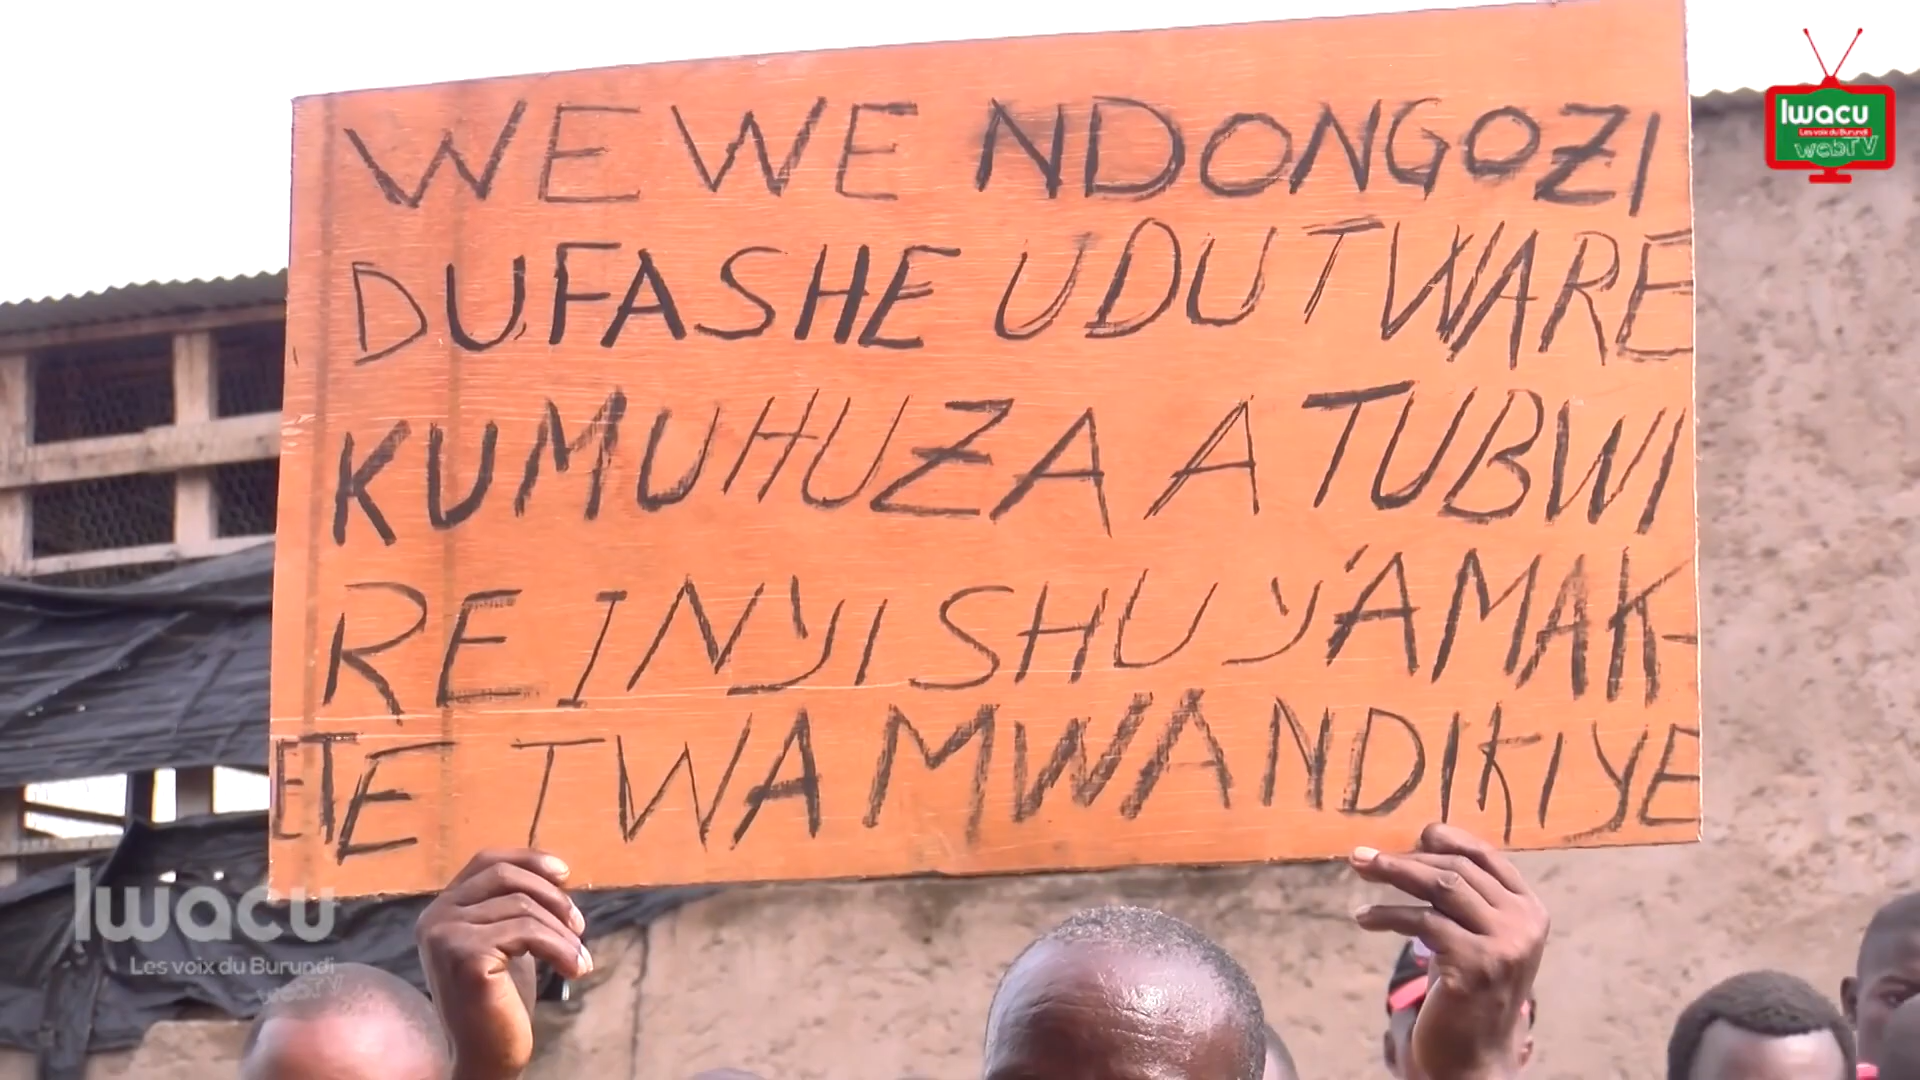 WEWE NDONGOZI
DUFASHE UDUTWARE
KUMUHUZA ATUBWI
RE INYISHU Y'AMAK-
ETE TWAMWANDIKIYE
Iwacu
Les voix du Burundi
webTV
Iwacu
Les voix du Burundi
webTV